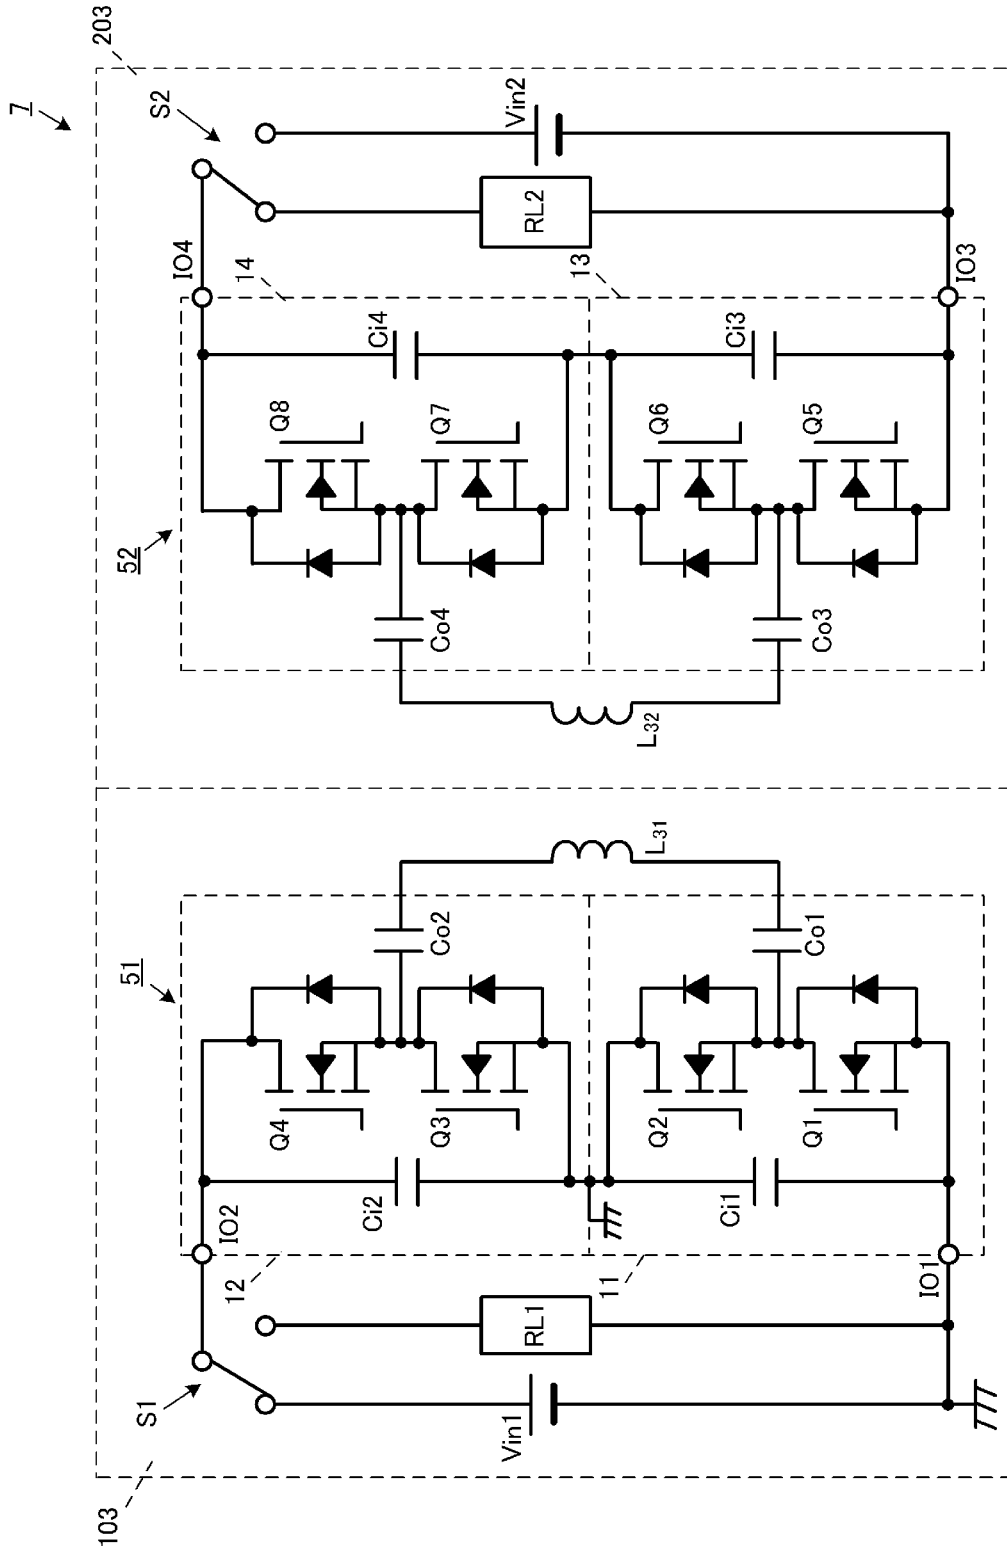 7
203
S2
Vin2
RL2
IO4
14
13
IO3
Ci4
Ci3
Q8
Q7
Q6
Q5
52
Co4
Co3
L32
L31
51
Co2
Co1
Q4
Q3
Q2
Q1
Ci2
Ci1
IO2
12
11
IO1
S1
RL1
Vin1
103